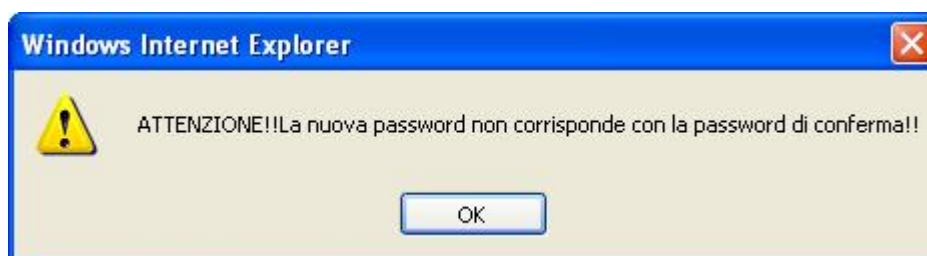 Windows Internet Explorer
ATTENZIONE!!La nuova password non corrisponde con la password di conferma!!
OK